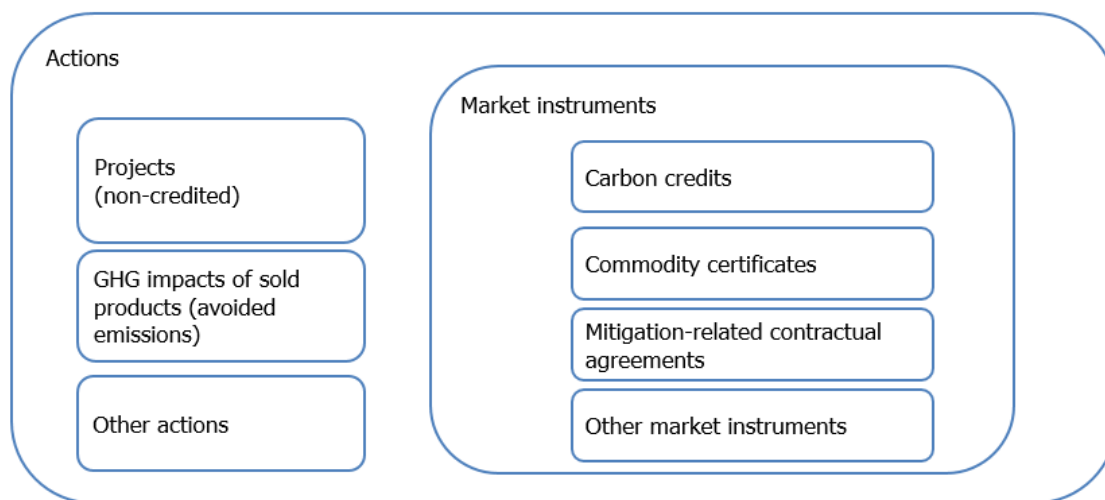 Actions
Projects
(non-credited)
GHG impacts of sold
products (avoided
emissions)
Other actions
Market instruments
Carbon credits
Commodity certificates
Mitigation-related contractual
agreements
Other market instruments